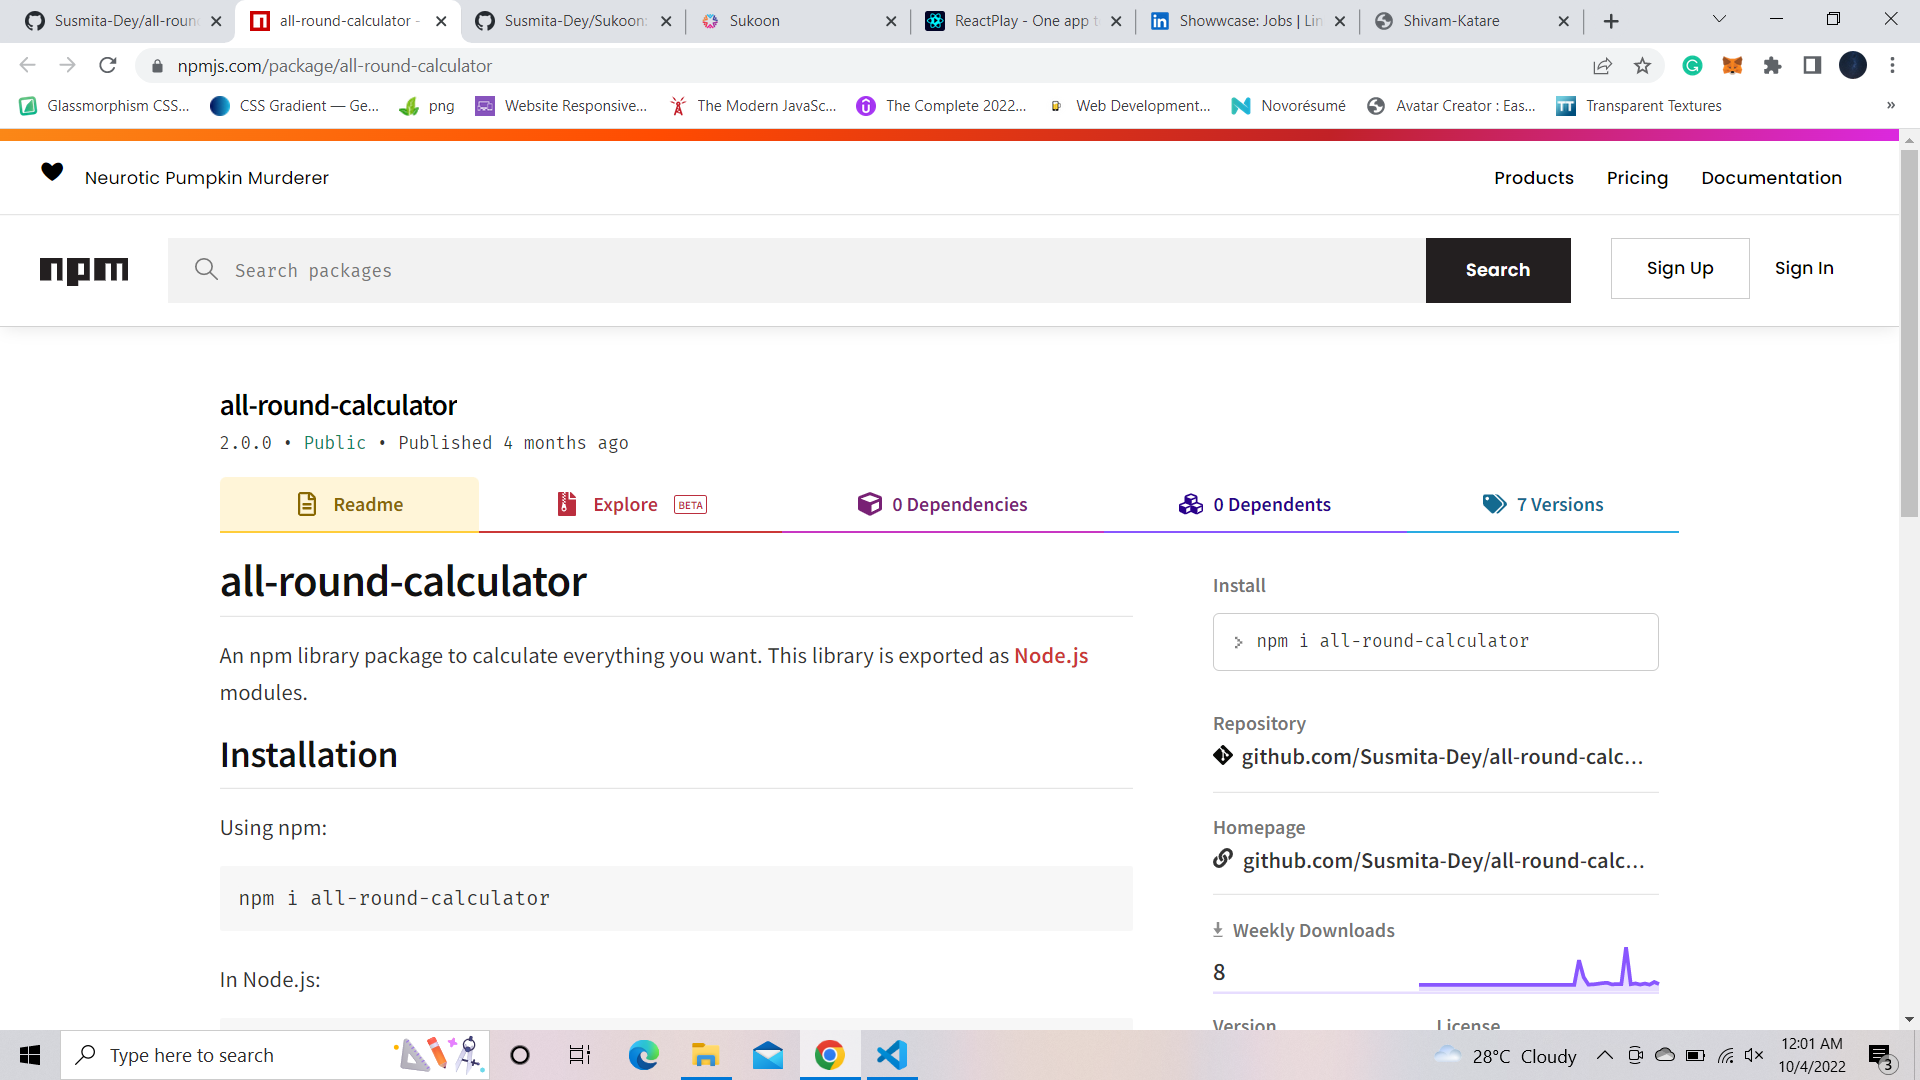 Susmita-Dey/all-roun
all-round-calculator -
Susmita-Dey/Sukoon:
Sukoon
ReactPlay - One app t
Showwcase: Jobs | Lin
Shivam-Katare
npmjs.com/package/all-round-calculator
Glassmorphism CSS...
CSS Gradient — Ge...
png
Website Responsive...
The Modern JavaSc...
The Complete 2022...
Web Development...
Novorésumé
Avatar Creator : Eas...
TT Transparent Textures
»
Neurotic Pumpkin Murderer
Products
Pricing
Documentation
npm
Search packages
Search
Sign Up
Sign In
all-round-calculator
2.0.0 • Public • Published 4 months ago
Readme
Explore BETA
0 Dependencies
0 Dependents
7 Versions
all-round-calculator
An npm library package to calculate everything you want. This library is exported as Node.js
modules.
Installation
Using npm:
npm i all-round-calculator
In Node.js:
Install
> npm i all-round-calculator
Repository
github.com/Susmita-Dey/all-round-calc...
Homepage
github.com/Susmita-Dey/all-round-calc...
Weekly Downloads
8
Version
License
Type here to search
28°C Cloudy
12:01 AM
10/4/2022
3